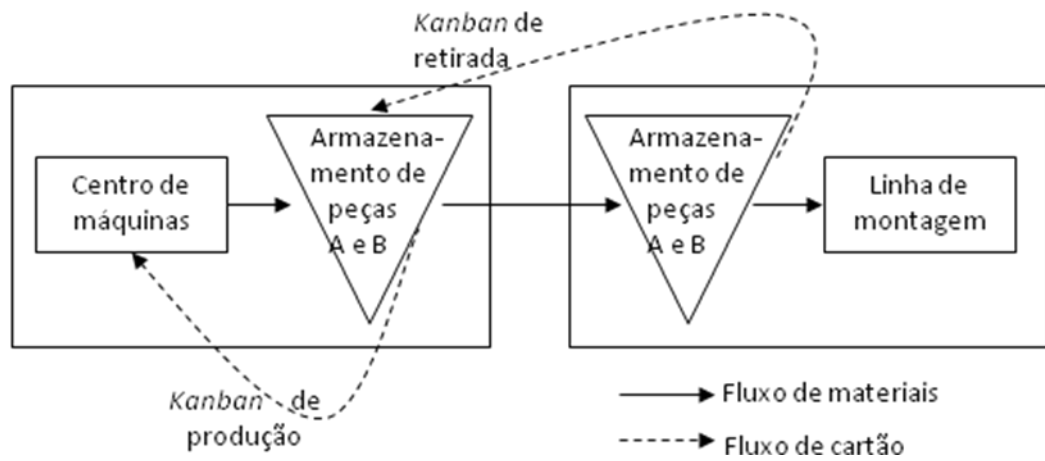 Kanban de
retirada
Centro de
máquinas
Armazena-
mento de
peças
A e B
Armazena-
mento de
peças
A e B
Linha de
montagem
Kanban de
produção
Fluxo de materiais
Fluxo de cartão